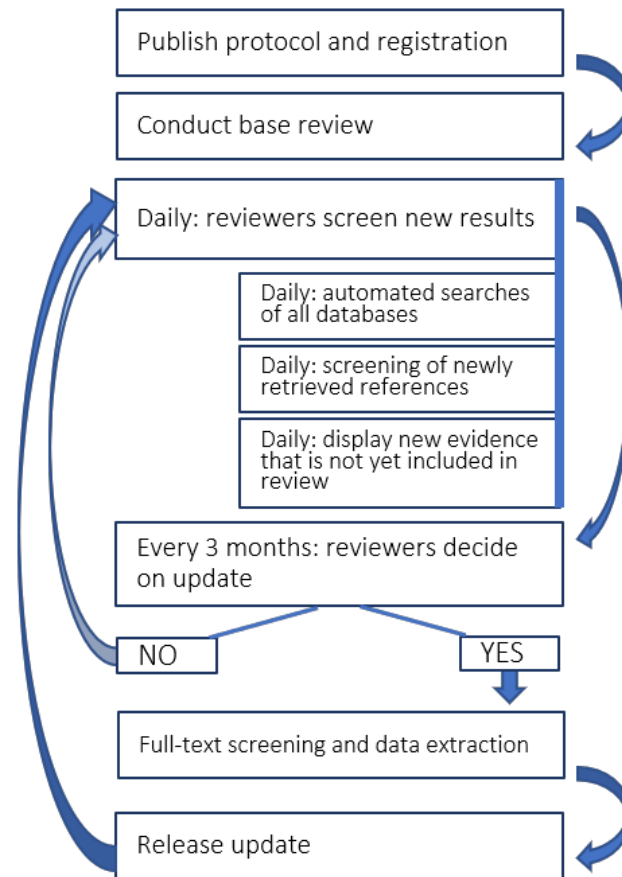 Publish protocol and registration
Conduct base review
Daily: reviewers screen new results
Daily: automated searches
of all databases
Daily: screening of newly
retrieved references
Daily: display new evidence
that is not yet included in
review
Every 3 months: reviewers decide
on update
NO
YES
Full-text screening and data extraction
Release update